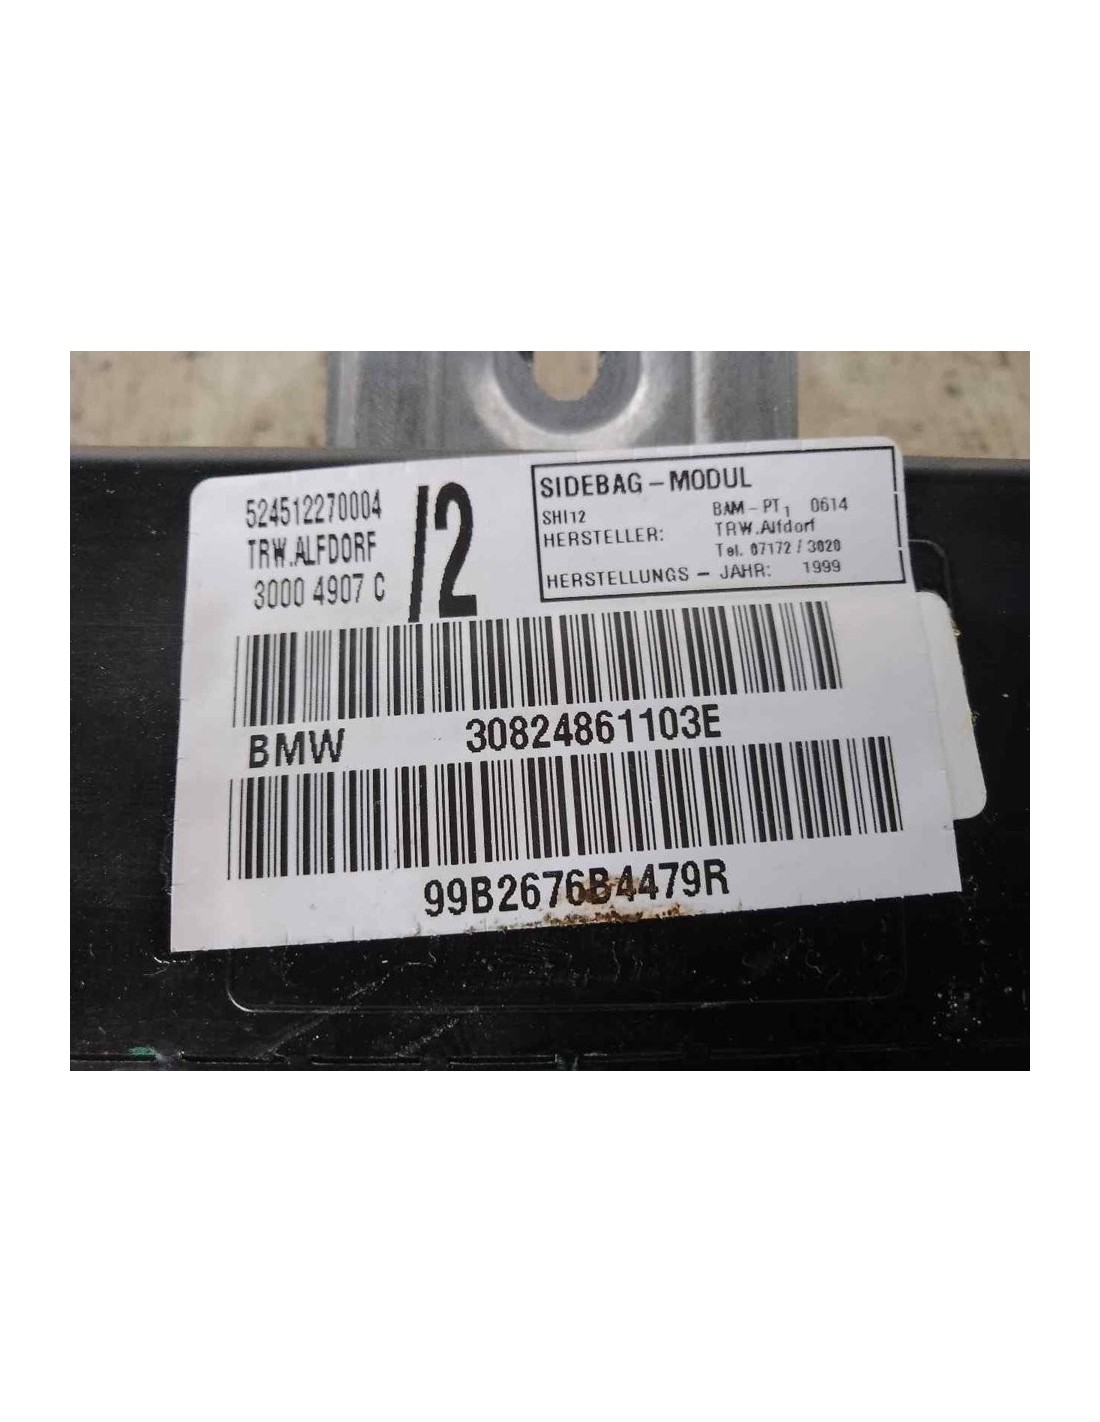 524512270004
TRW.ALFDORF
3000 4907 C
/2
SIDEBAG-MODUL
SHI12 BAM-PT1 0614
HERSTELLER: TRW.Alfdorf
Tel. 07172/3020
HERSTELLUNGS-JAHR: 1999
BMW 30824861103E
99B2676B4479R